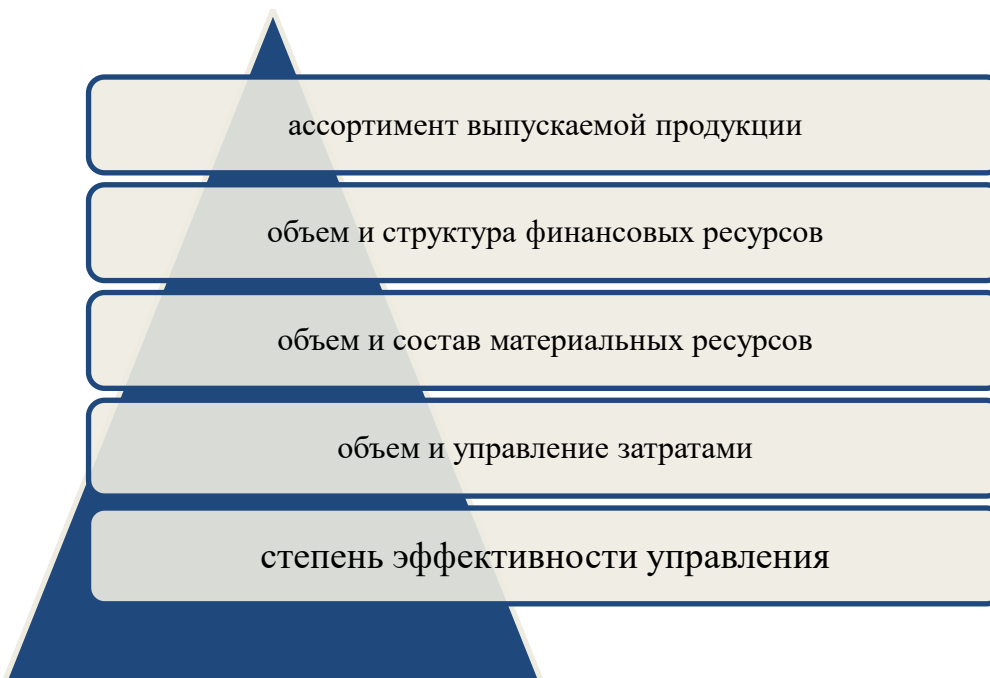 ассортимент выпускаемой продукции
объем и структура финансовых ресурсов
объем и состав материальных ресурсов
объем и управление затратами
степень эффективности управления